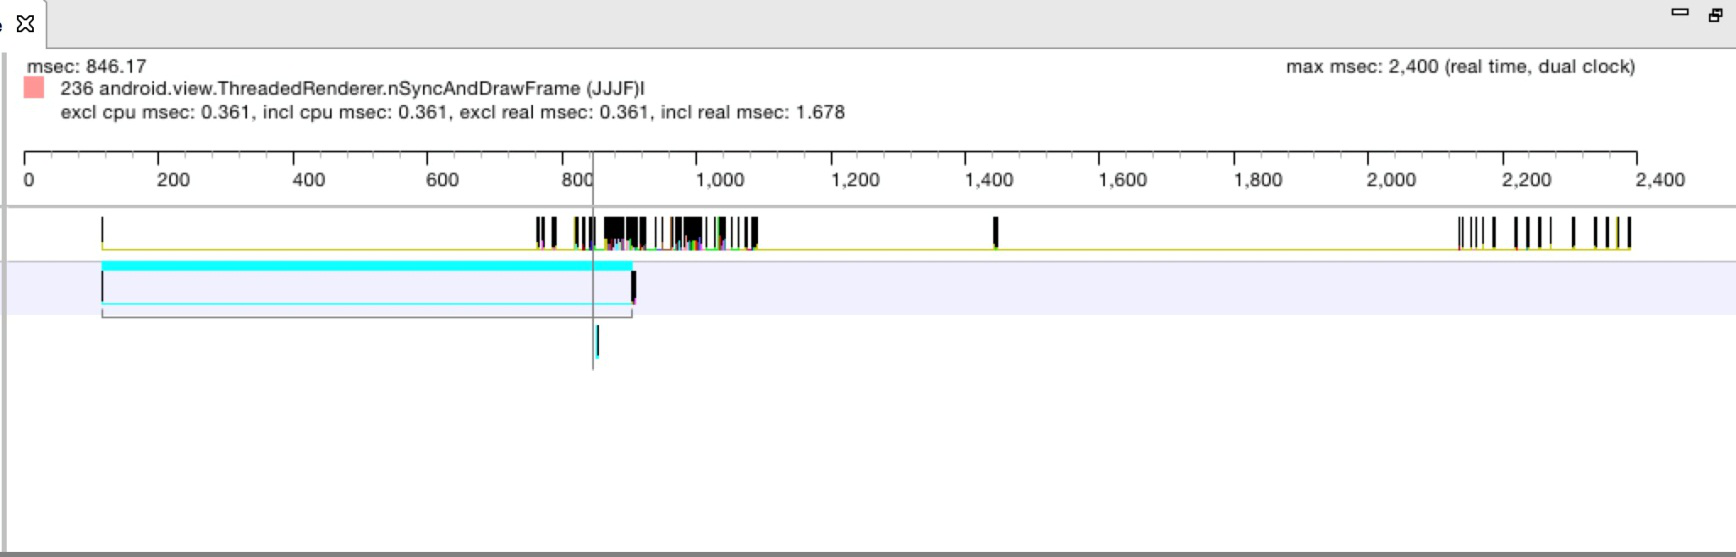 msec: 846.17
max msec: 2,400 (real time, dual clock)
236 android.view.ThreadedRenderer.nSyncAndDrawFrame (JJJF)I
excl cpu msec: 0.361, incl cpu msec: 0.361, excl real msec: 0.361, incl real msec: 1.678
0 200 400 600 800 1,000 1,200 1,400 1,600 1,800 2,000 2,200 2,400